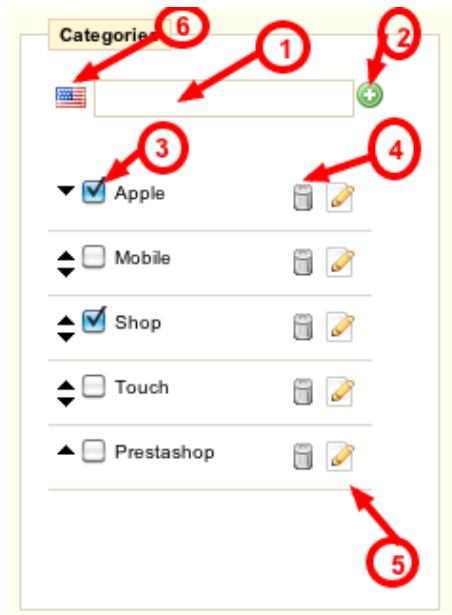 Categories 6
1
2
3
4
Apple
Mobile
Shop
Touch
Prestashop
5